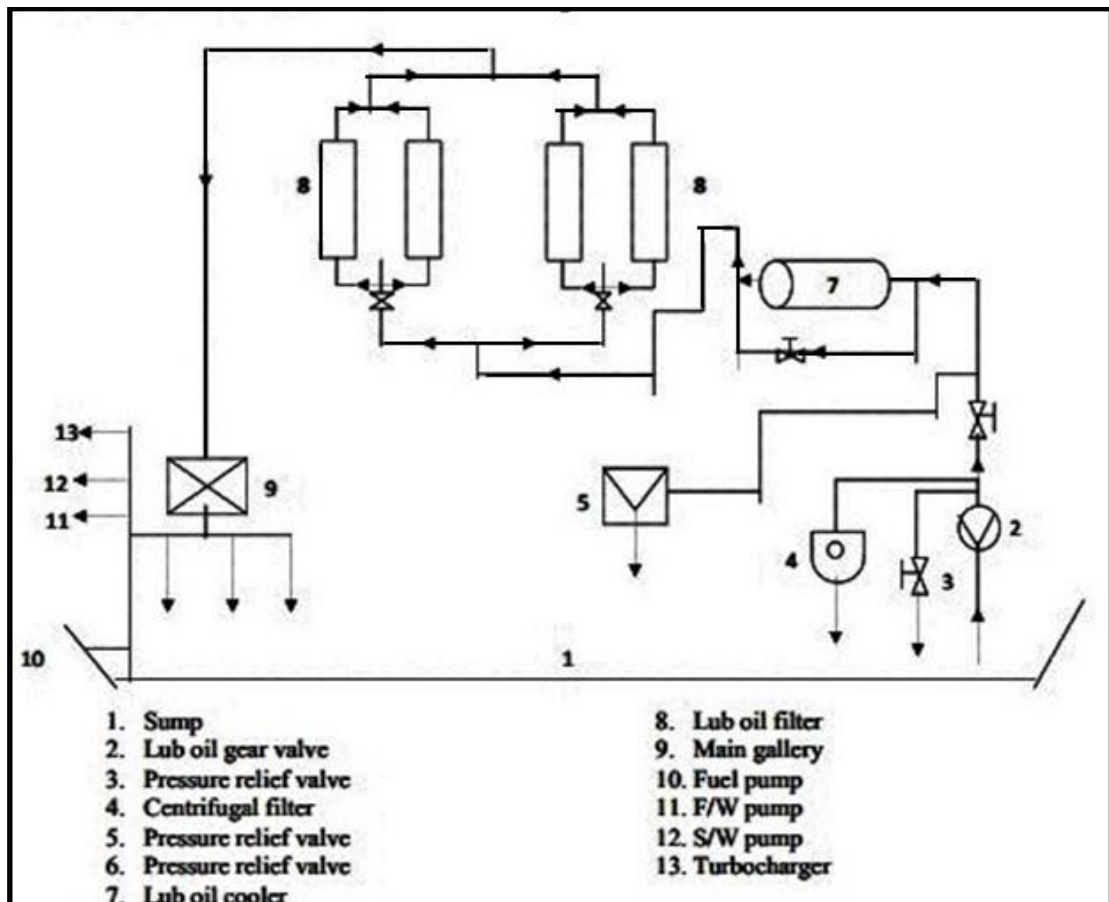 8
8
7
13
12
9
11
5
4
3
2
10
1
1. Sump
2. Lub oil gear valve
3. Pressure relief valve
4. Centrifugal filter
5. Pressure relief valve
6. Pressure relief valve
7. Lub oil cooler
8. Lub oil filter
9. Main gallery
10. Fuel pump
11. F/W pump
12. S/W pump
13. Turbocharger